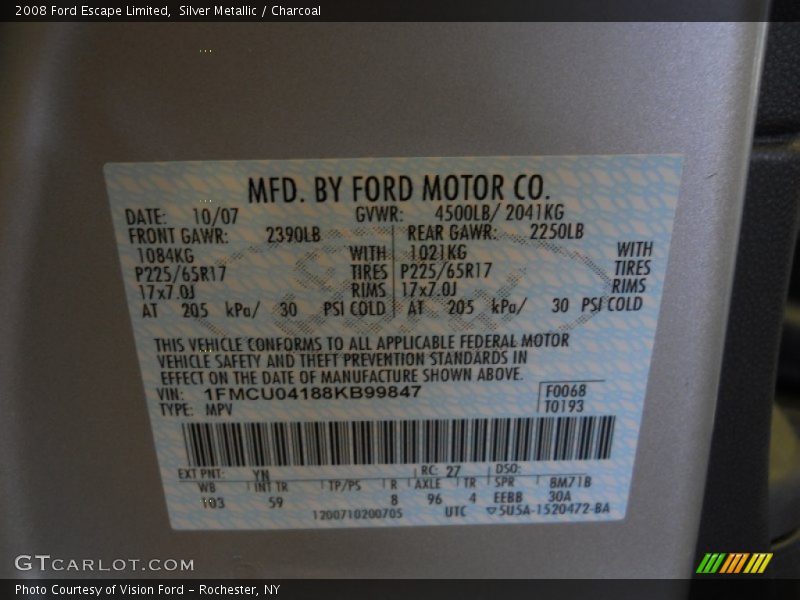 2008 Ford Escape Limited,  Silver Metallic / Charcoal
MFD. BY FORD MOTOR CO.
DATE: 10/07 GVWR: 4500LB/ 2041KG
FRONT GAWR: 2390LB REAR GAWR: 2250LB
1084KG WITH 1021KG WITH
P225/65R17 TIRES P225/65R17 TIRES
17x7.0J RIMS 17x7.0J RIMS
AT 205 kPa/ 30 PSI COLD AT 205 kPa/ 30 PSI COLD
THIS VEHICLE CONFORMS TO ALL APPLICABLE FEDERAL MOTOR
VEHICLE SAFETY AND THEFT PREVENTION STANDARDS IN
EFFECT ON THE DATE OF MANUFACTURE SHOWN ABOVE.
VIN: 1FMCU04188KB99847 F0068
TYPE: MPV T0193
EXT PNT: YN RC: 27 DSO:
WB INT TR TP/PS R AXLE TR SPR 8M71B
103 59 8 96 4 EEBB 30A
1200710200705 UTC ▽5U5A-1520472-BA
GTCARLOT.COM
Photo Courtesy of Vision Ford – Rochester, NY